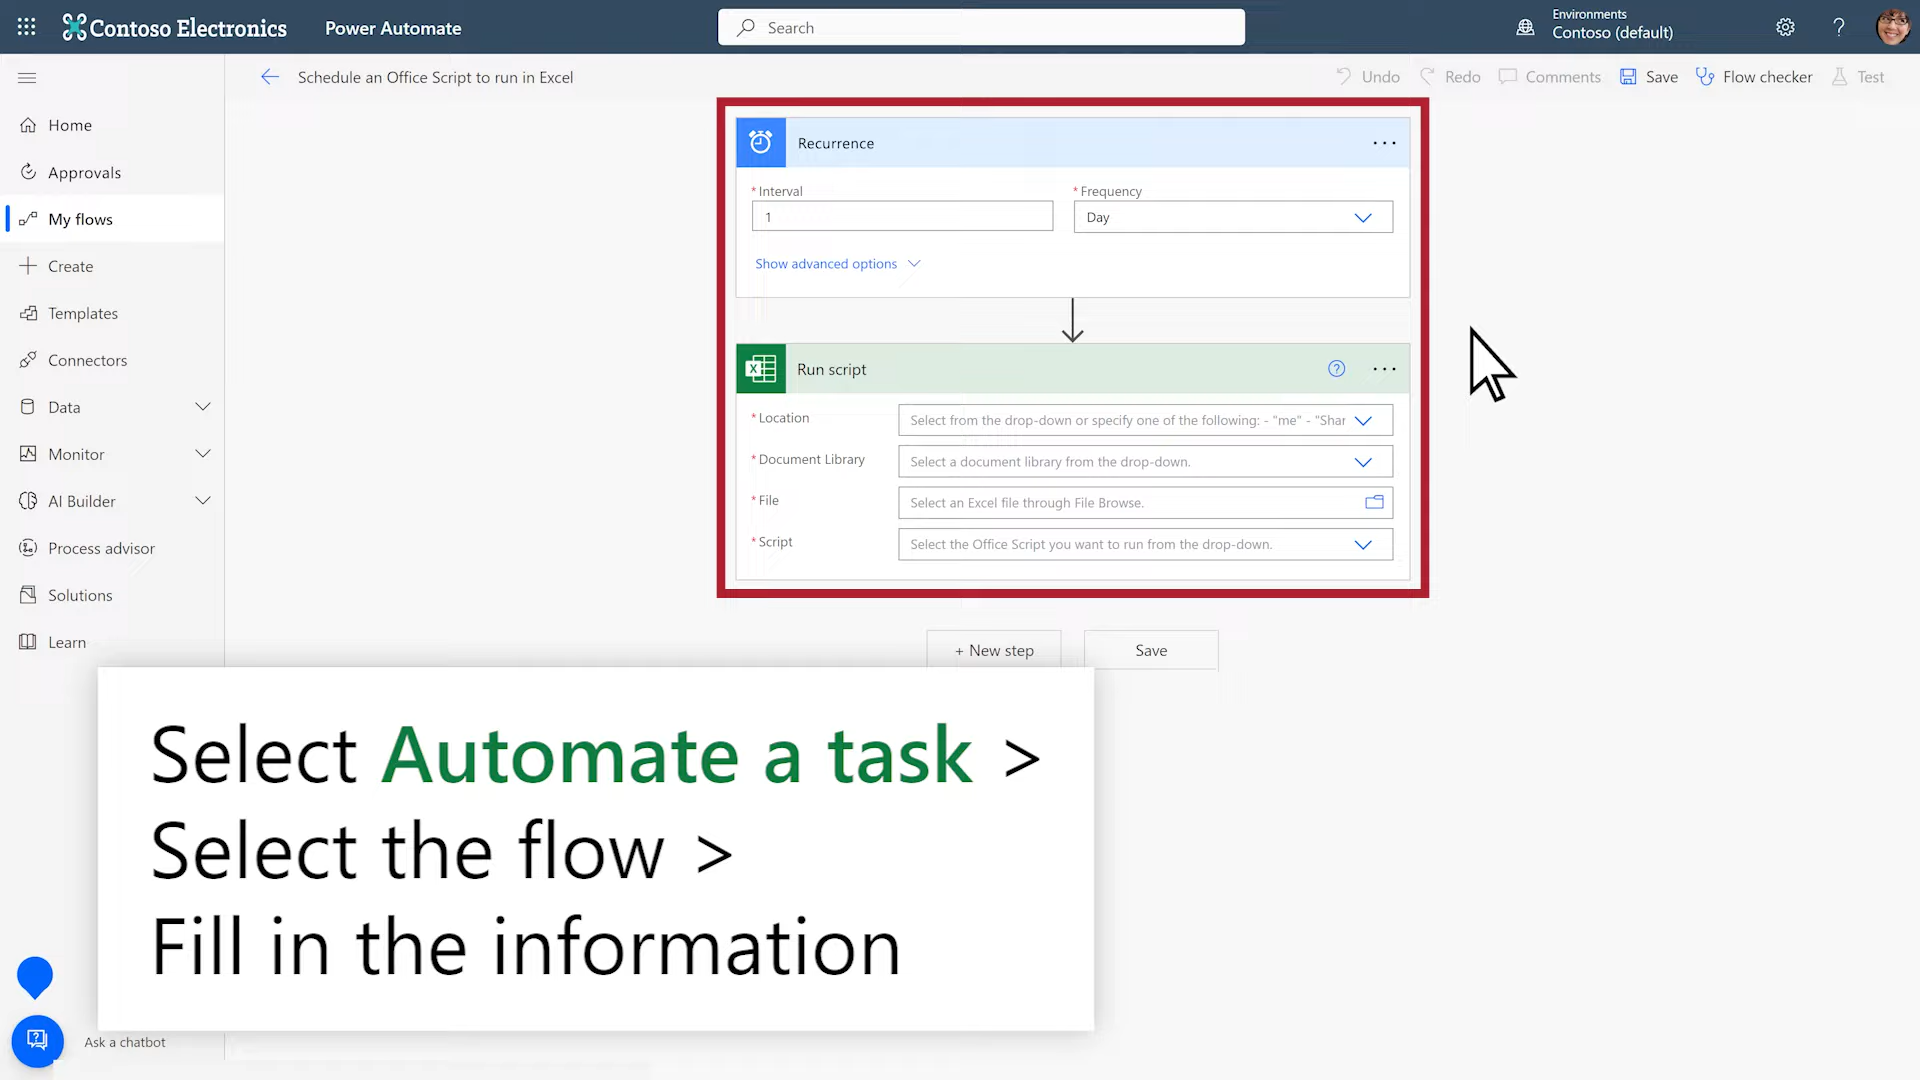 Contoso Electronics
Power Automate
Search
Environments
Contoso (default)
?
Schedule an Office Script to run in Excel
Undo
Redo
Comments
Save
Flow checker
Test
Home
Approvals
My flows
Create
Templates
Connectors
Data
Monitor
AI Builder
Process advisor
Solutions
Learn
Recurrence
* Interval
* Frequency
1
Day
Show advanced options
Run script
?
* Location
Select from the drop-down or specify one of the following: - "me" - "Shar
* Document Library
Select a document library from the drop-down.
* File
Select an Excel file through File Browse.
* Script
Select the Office Script you want to run from the drop-down.
+ New step
Save
Select Automate a task >
Select the flow >
Fill in the information
Ask a chatbot